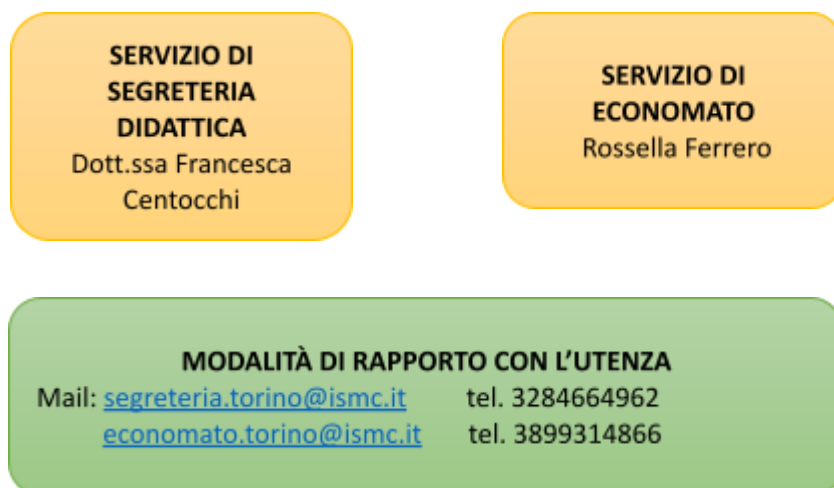 SERVIZIO DI
SEGRETERIA
DIDATTICA
Dott.ssa Francesca
Centocchi
SERVIZIO DI
ECONOMATO
Rossella Ferrero
MODALITÀ DI RAPPORTO CON L’UTENZA
Mail: segreteria.torino@ismc.it tel. 3284664962
economato.torino@ismc.it tel. 3899314866